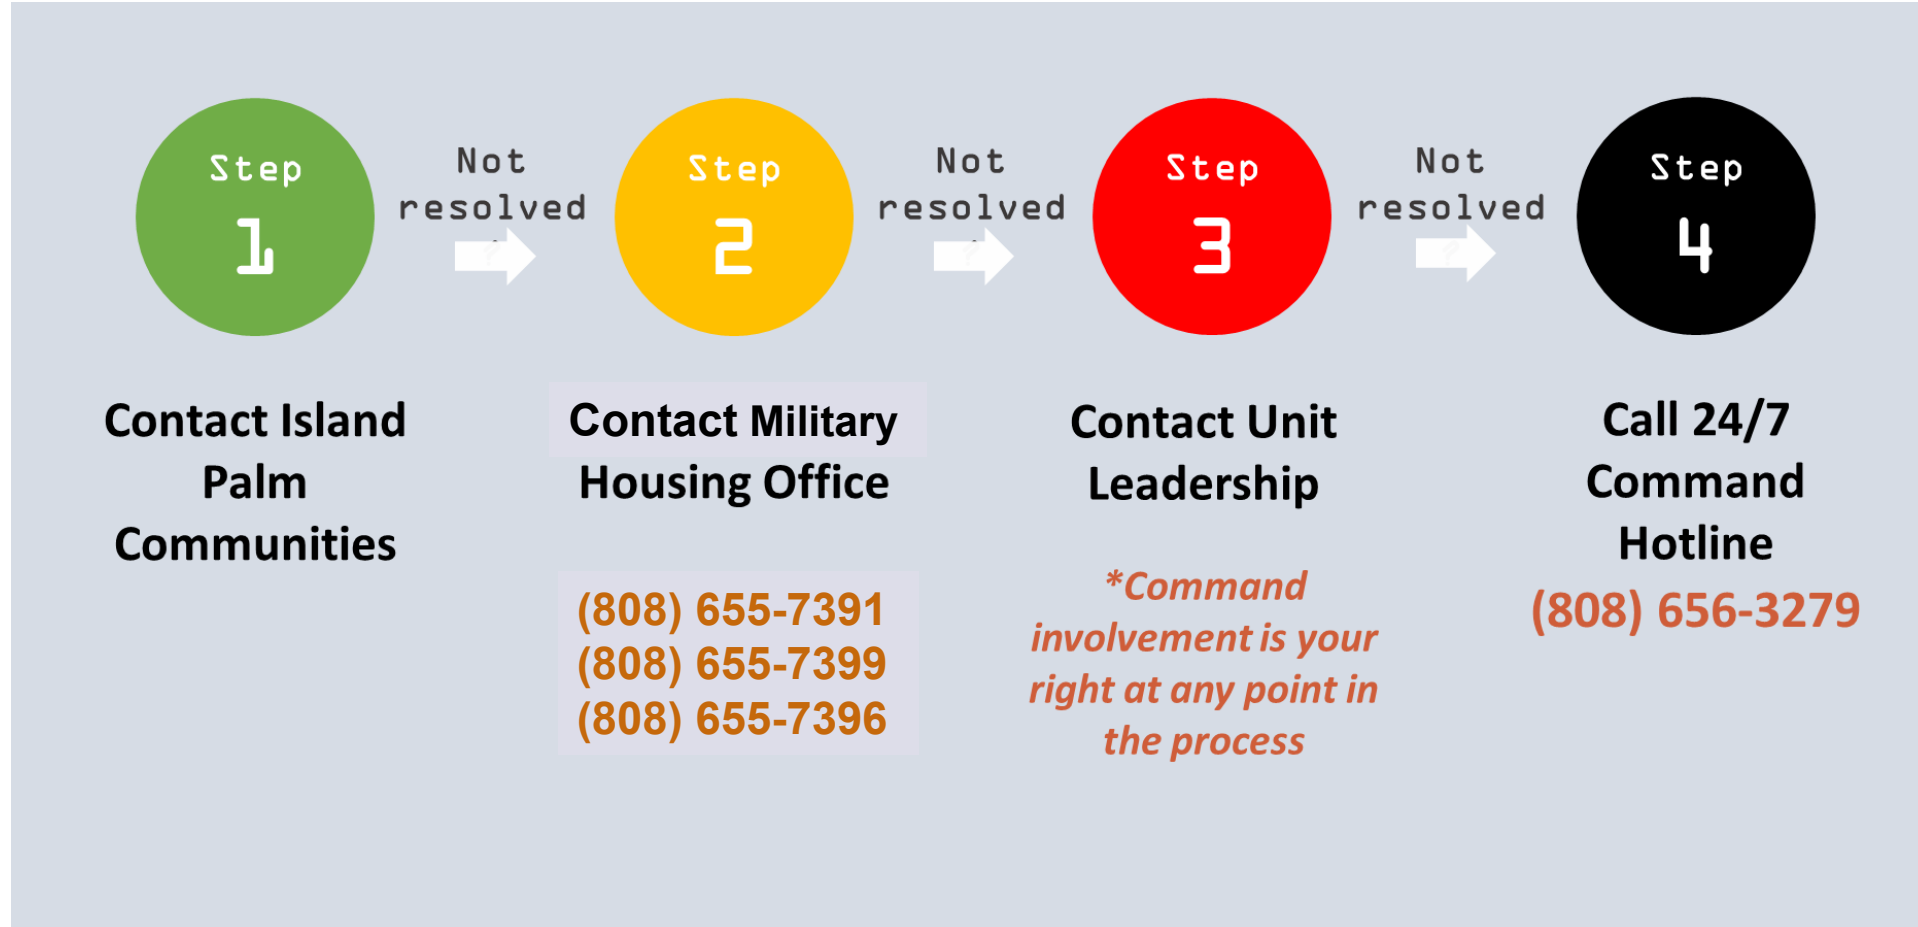 Step
1
Not
resolved
?
Step
2
Not
resolved
?
Step
3
Not
resolved
?
Step
4
Contact Island
Palm
Communities
Contact Military
Housing Office
(808) 655-7391
(808) 655-7399
(808) 655-7396
Contact Unit
Leadership
*Command
involvement is your
right at any point in
the process
Call 24/7
Command
Hotline
(808) 656-3279